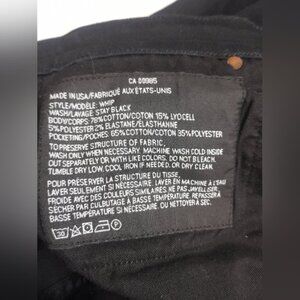 CA 00985
MADE IN USA/FABRIQUÉ AUX ÉTATS-UNIS
STYLE/MODELE: WHIP
WASH/LAVAGE: STAY BLACK
BODY/CORPS: 78% COTTON/COTON 15% LYOCELL
5% POLYESTER 2% ELASTANE/ELASTHANNE
POCKETING/POCHES: 65% COTTON/COTON 35% POLYESTER
TO PRESERVE STRUCTURE OF FABRIC,
WASH ONLY WHEN NECESSARY. MACHINE WASH COLD INSIDE
OUT SEPARATELY OR WITH LIKE COLORS. DO NOT BLEACH.
TUMBLE DRY LOW, COOL IRON IF NEEDED, OR DRY CLEAN.
POUR PRÉSERVER LA STRUCTURE DU TISSE,
LAVER SEULEMENT SI NÉCESSAIRE. LAVER EN MACHINE A L'EAU
FROIDE AVEC DES COULEURS SIMILAIRES NE PAS JAVELLISER.
SÉCHER PAR CULBUTAGE À BASSE TEMPÉRATURE. REPASSER À
BASSE TEMPÉRATURE SI NÉCESSAIRE, OU NETTOYER A SEC.
30 P